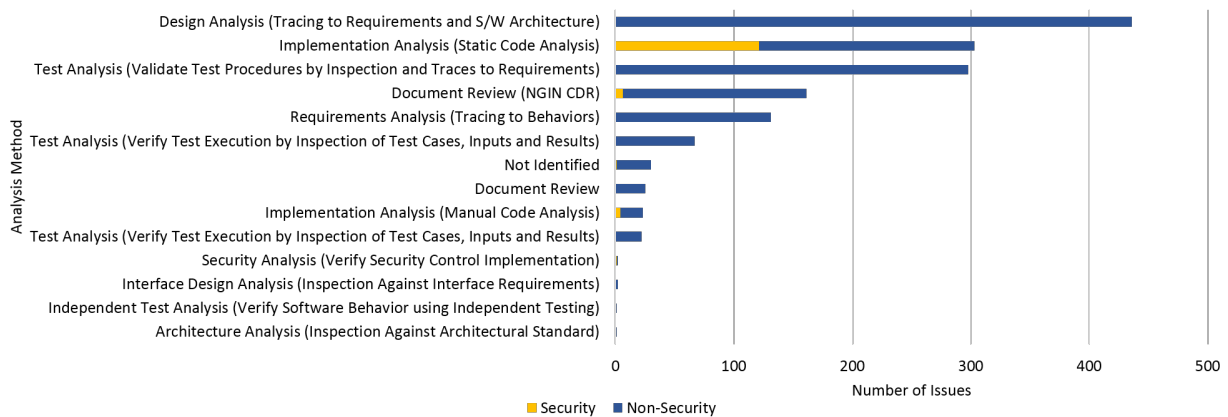 Design Analysis (Tracing to Requirements and S/W Architecture)
Implementation Analysis (Static Code Analysis)
Test Analysis (Validate Test Procedures by Inspection and Traces to Requirements)
Document Review (NGIN CDR)
Requirements Analysis (Tracing to Behaviors)
Test Analysis (Verify Test Execution by Inspection of Test Cases, Inputs and Results)
Not Identified
Document Review
Implementation Analysis (Manual Code Analysis)
Test Analysis (Verify Test Execution by Inspection of Test Cases, Inputs and Results)
Security Analysis (Verify Security Control Implementation)
Interface Design Analysis (Inspection Against Interface Requirements)
Independent Test Analysis (Verify Software Behavior using Independent Testing)
Architecture Analysis (Inspection Against Architectural Standard)
Analysis Method
0 100 200 300 400 500
Number of Issues
Security Non-Security